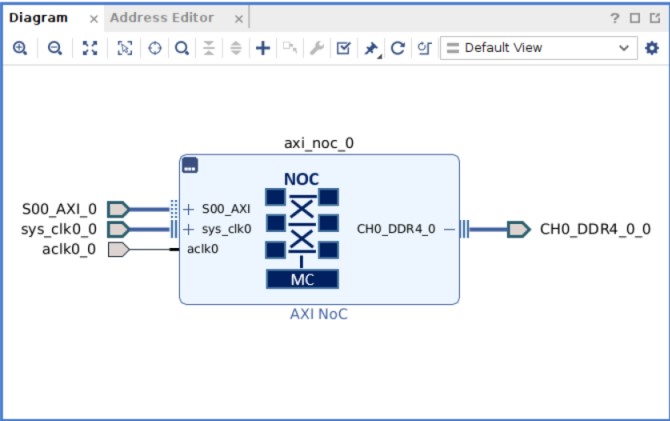 Diagram × Address Editor × ?
Default View
axi_noc_0
NOC
S00_AXI_0 + S00_AXI
sys_clk0_0 + sys_clk0 CH0_DDR4_0 − CH0_DDR4_0_0
aclk0_0 aclk0
MC
AXI NoC